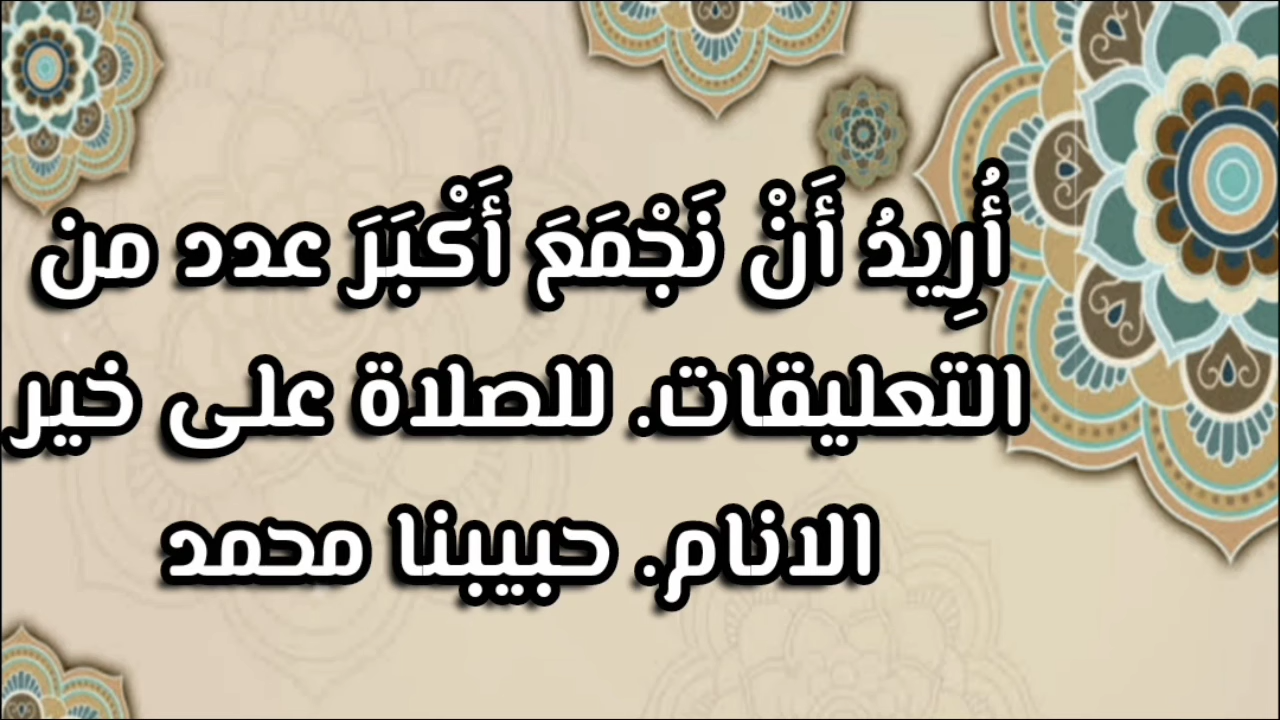 أُرِيدُ أَنْ نَجْمَعَ أَكْبَرَ عدد من
التعليقات. للصلاة على خير
الانام. حبيبنا محمد